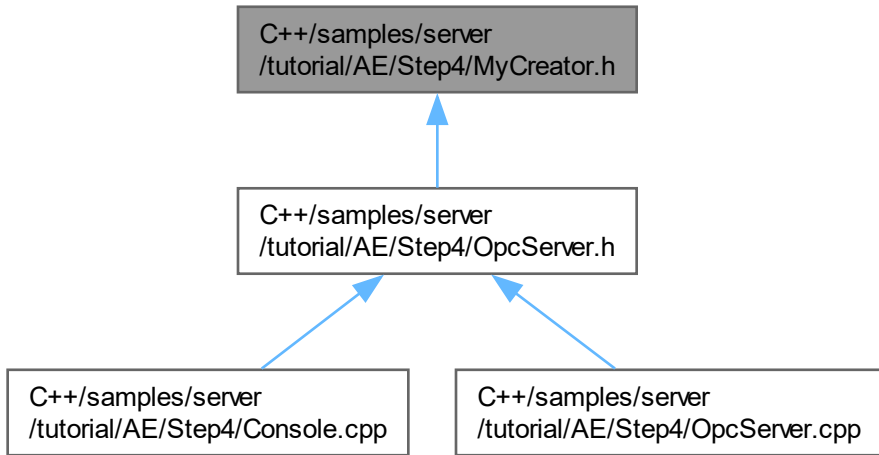 C++/samples/server
/tutorial/AE/Step4/MyCreator.h
C++/samples/server
/tutorial/AE/Step4/OpcServer.h
C++/samples/server
/tutorial/AE/Step4/Console.cpp
C++/samples/server
/tutorial/AE/Step4/OpcServer.cpp